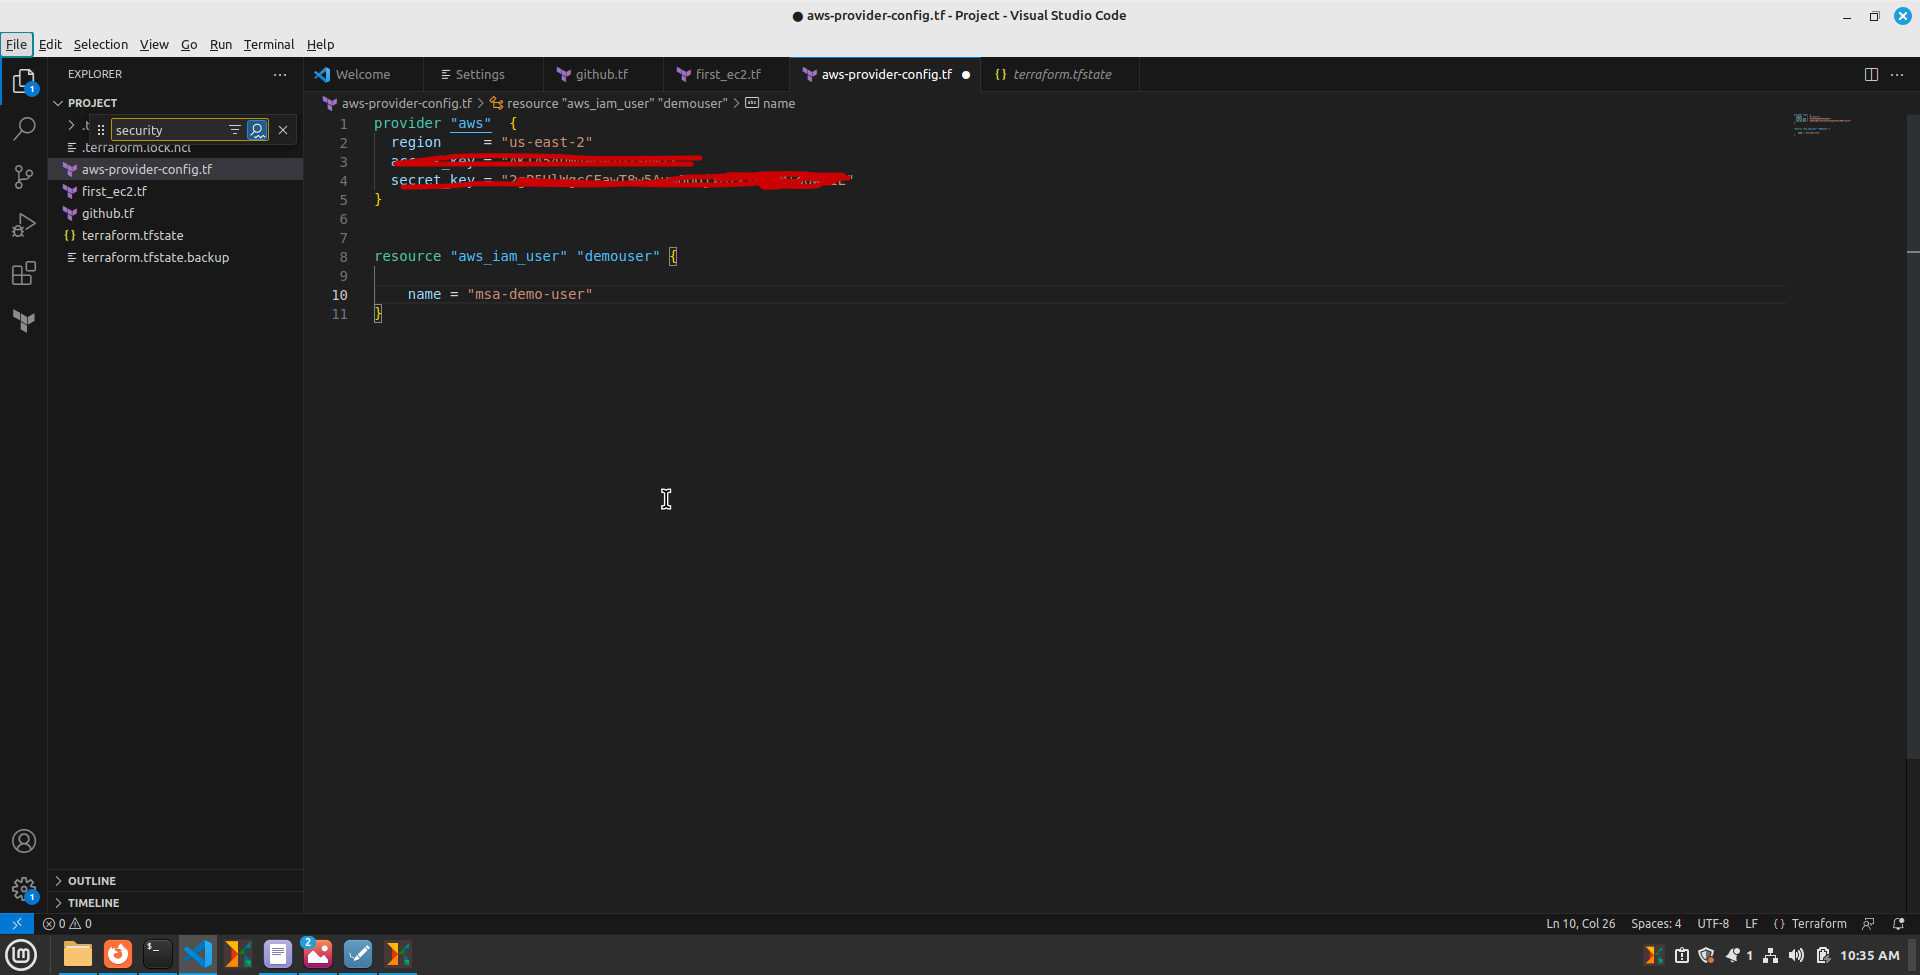 aws-provider-config.tf - Project - Visual Studio Code
File Edit Selection View Go Run Terminal Help
EXPLORER
Welcome
Settings
github.tf
first_ec2.tf
aws-provider-config.tf
terraform.tfstate
PROJECT
security
.terraform.lock.hcl
aws-provider-config.tf
first_ec2.tf
github.tf
terraform.tfstate
terraform.tfstate.backup
OUTLINE
TIMELINE
aws-provider-config.tf > resource "aws_iam_user" "demouser" > name
1 provider "aws" {
2 region = "us-east-2"
3
4 secret_key =
5 }
6
7
8 resource "aws_iam_user" "demouser" {
9
10 name = "msa-demo-user"
11 }
0 0
Ln 10, Col 26 Spaces: 4 UTF-8 LF {} Terraform
1 10:35 AM